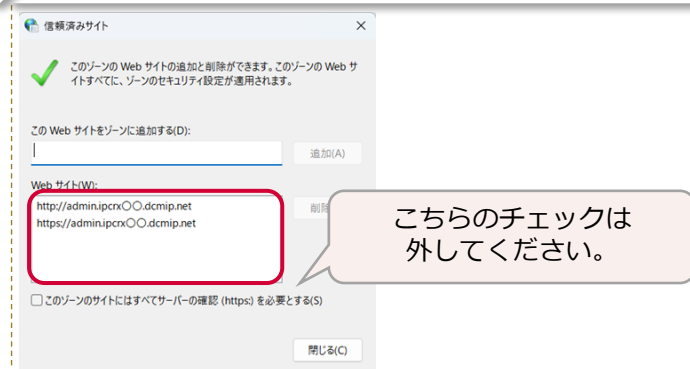 信頼済みサイト
このゾーンの Web サイトの追加と削除ができます。このゾーンの Web サ
イトすべてに、ゾーンのセキュリティ設定が適用されます。
この Web サイトをゾーンに追加する(D):
追加(A)
Web サイト(W):
http://admin.ipcrx〇〇.dcmip.net
https://admin.ipcrx〇〇.dcmip.net
削除
こちらのチェックは
外してください。
このゾーンのサイトにはすべてサーバーの確認 (https:) を必要とする(S)
閉じる(C)